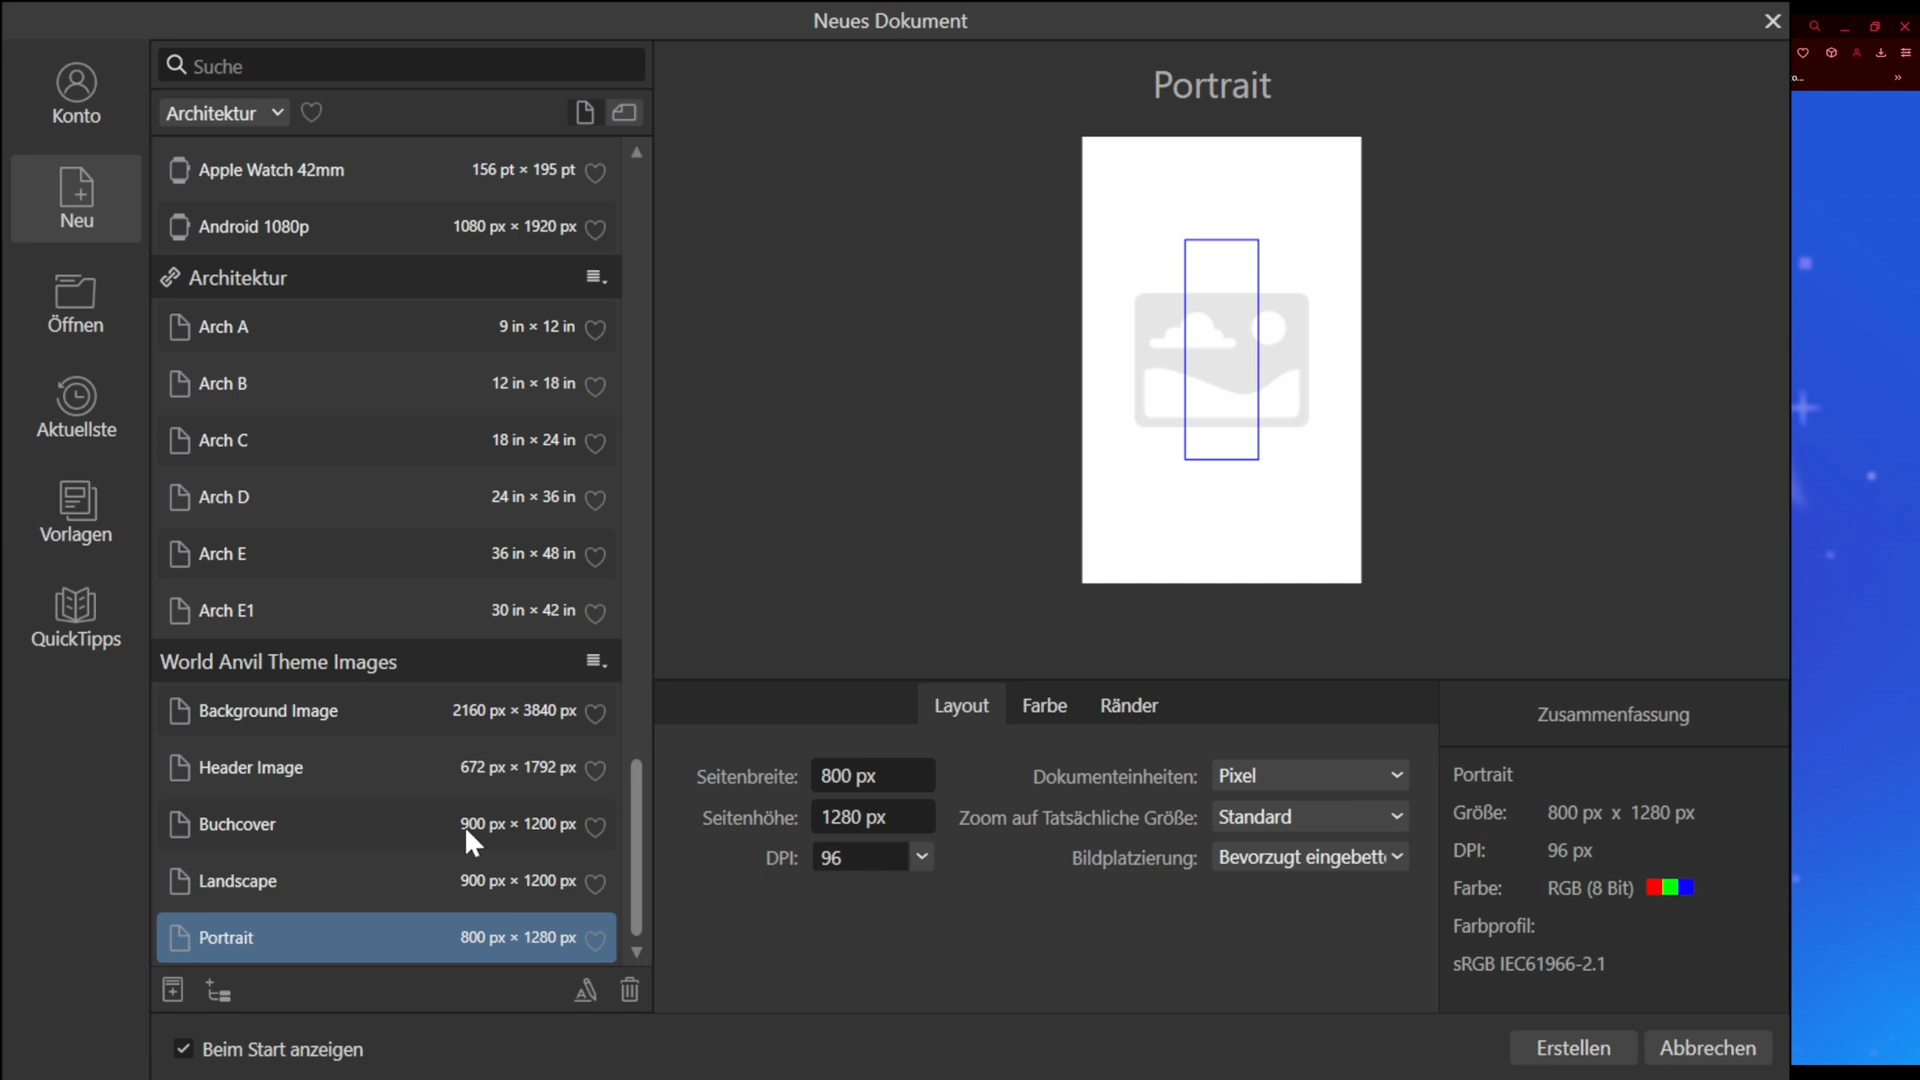 Neues Dokument
Konto
Neu
Öffnen
Aktuellste
Vorlagen
QuickTipps
Suche
Architektur
Apple Watch 42mm 156 pt × 195 pt
Android 1080p 1080 px × 1920 px
Architektur
Arch A 9 in × 12 in
Arch B 12 in × 18 in
Arch C 18 in × 24 in
Arch D 24 in × 36 in
Arch E 36 in × 48 in
Arch E1 30 in × 42 in
World Anvil Theme Images
Background Image 2160 px × 3840 px
Header Image 672 px × 1792 px
Buchcover 900 px × 1200 px
Landscape 900 px × 1200 px
Portrait 800 px × 1280 px
Beim Start anzeigen
Portrait
Layout Farbe Ränder
Seitenbreite: 800 px
Seitenhöhe: 1280 px
DPI: 96
Dokumenteinheiten: Pixel
Zoom auf Tatsächliche Größe: Standard
Bildplatzierung: Bevorzugt eingebett
Zusammenfassung
Portrait
Größe: 800 px x 1280 px
DPI: 96 px
Farbe: RGB (8 Bit)
Farbprofil:
sRGB IEC61966-2.1
Erstellen Abbrechen
o...